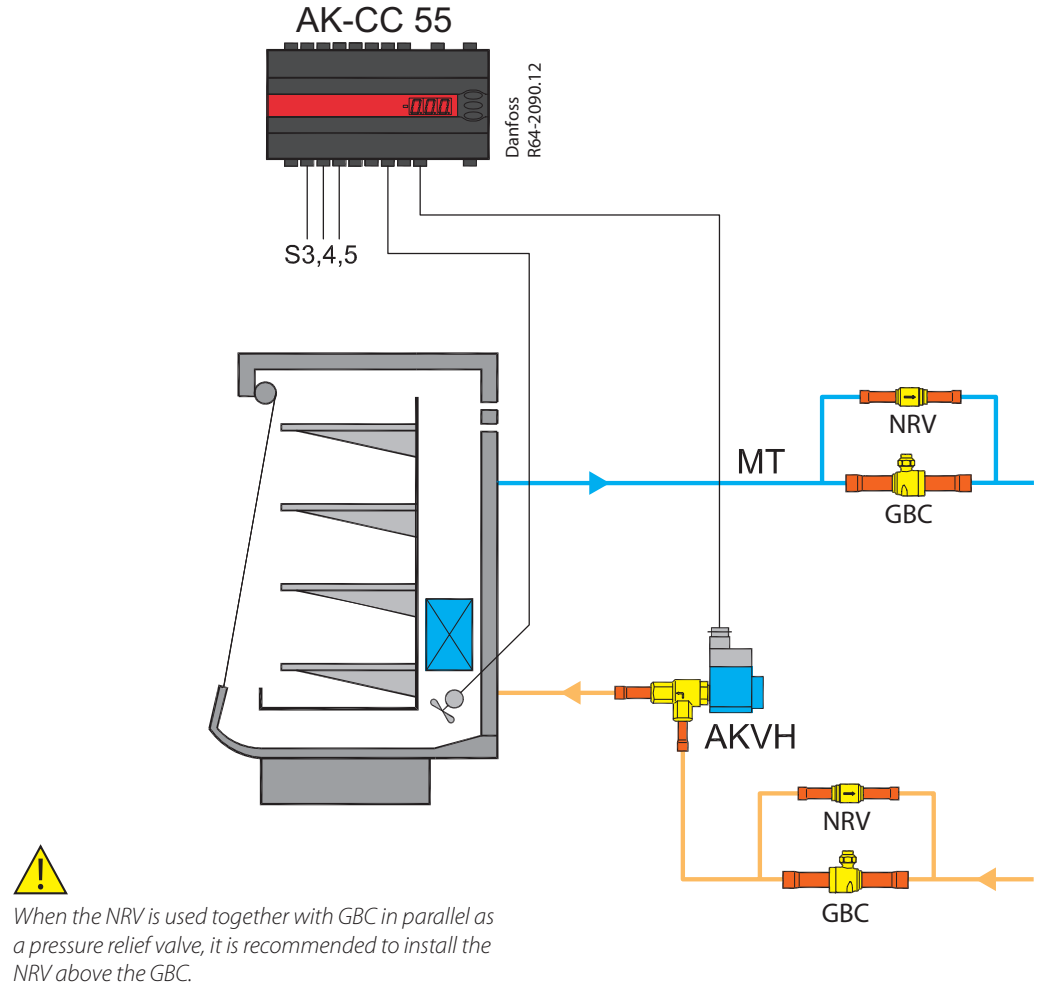 AK-CC 55
-000
Danfoss
R64-2090.12
S3,4,5
NRV
MT
GBC
AKVH
NRV
GBC
When the NRV is used together with GBC in parallel as
a pressure relief valve, it is recommended to install the
NRV above the GBC.